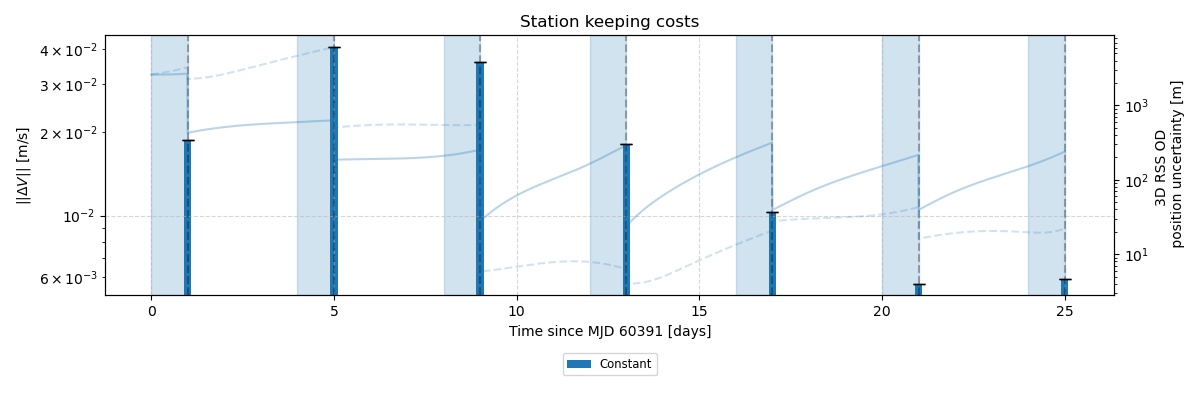 Station keeping costs
||ΔV|| [m/s]
4 × 10⁻²
3 × 10⁻²
2 × 10⁻²
10⁻²
6 × 10⁻³
10³
10²
10¹
3D RSS OD
position uncertainty [m]
0 5 10 15 20 25
Time since MJD 60391 [days]
Constant